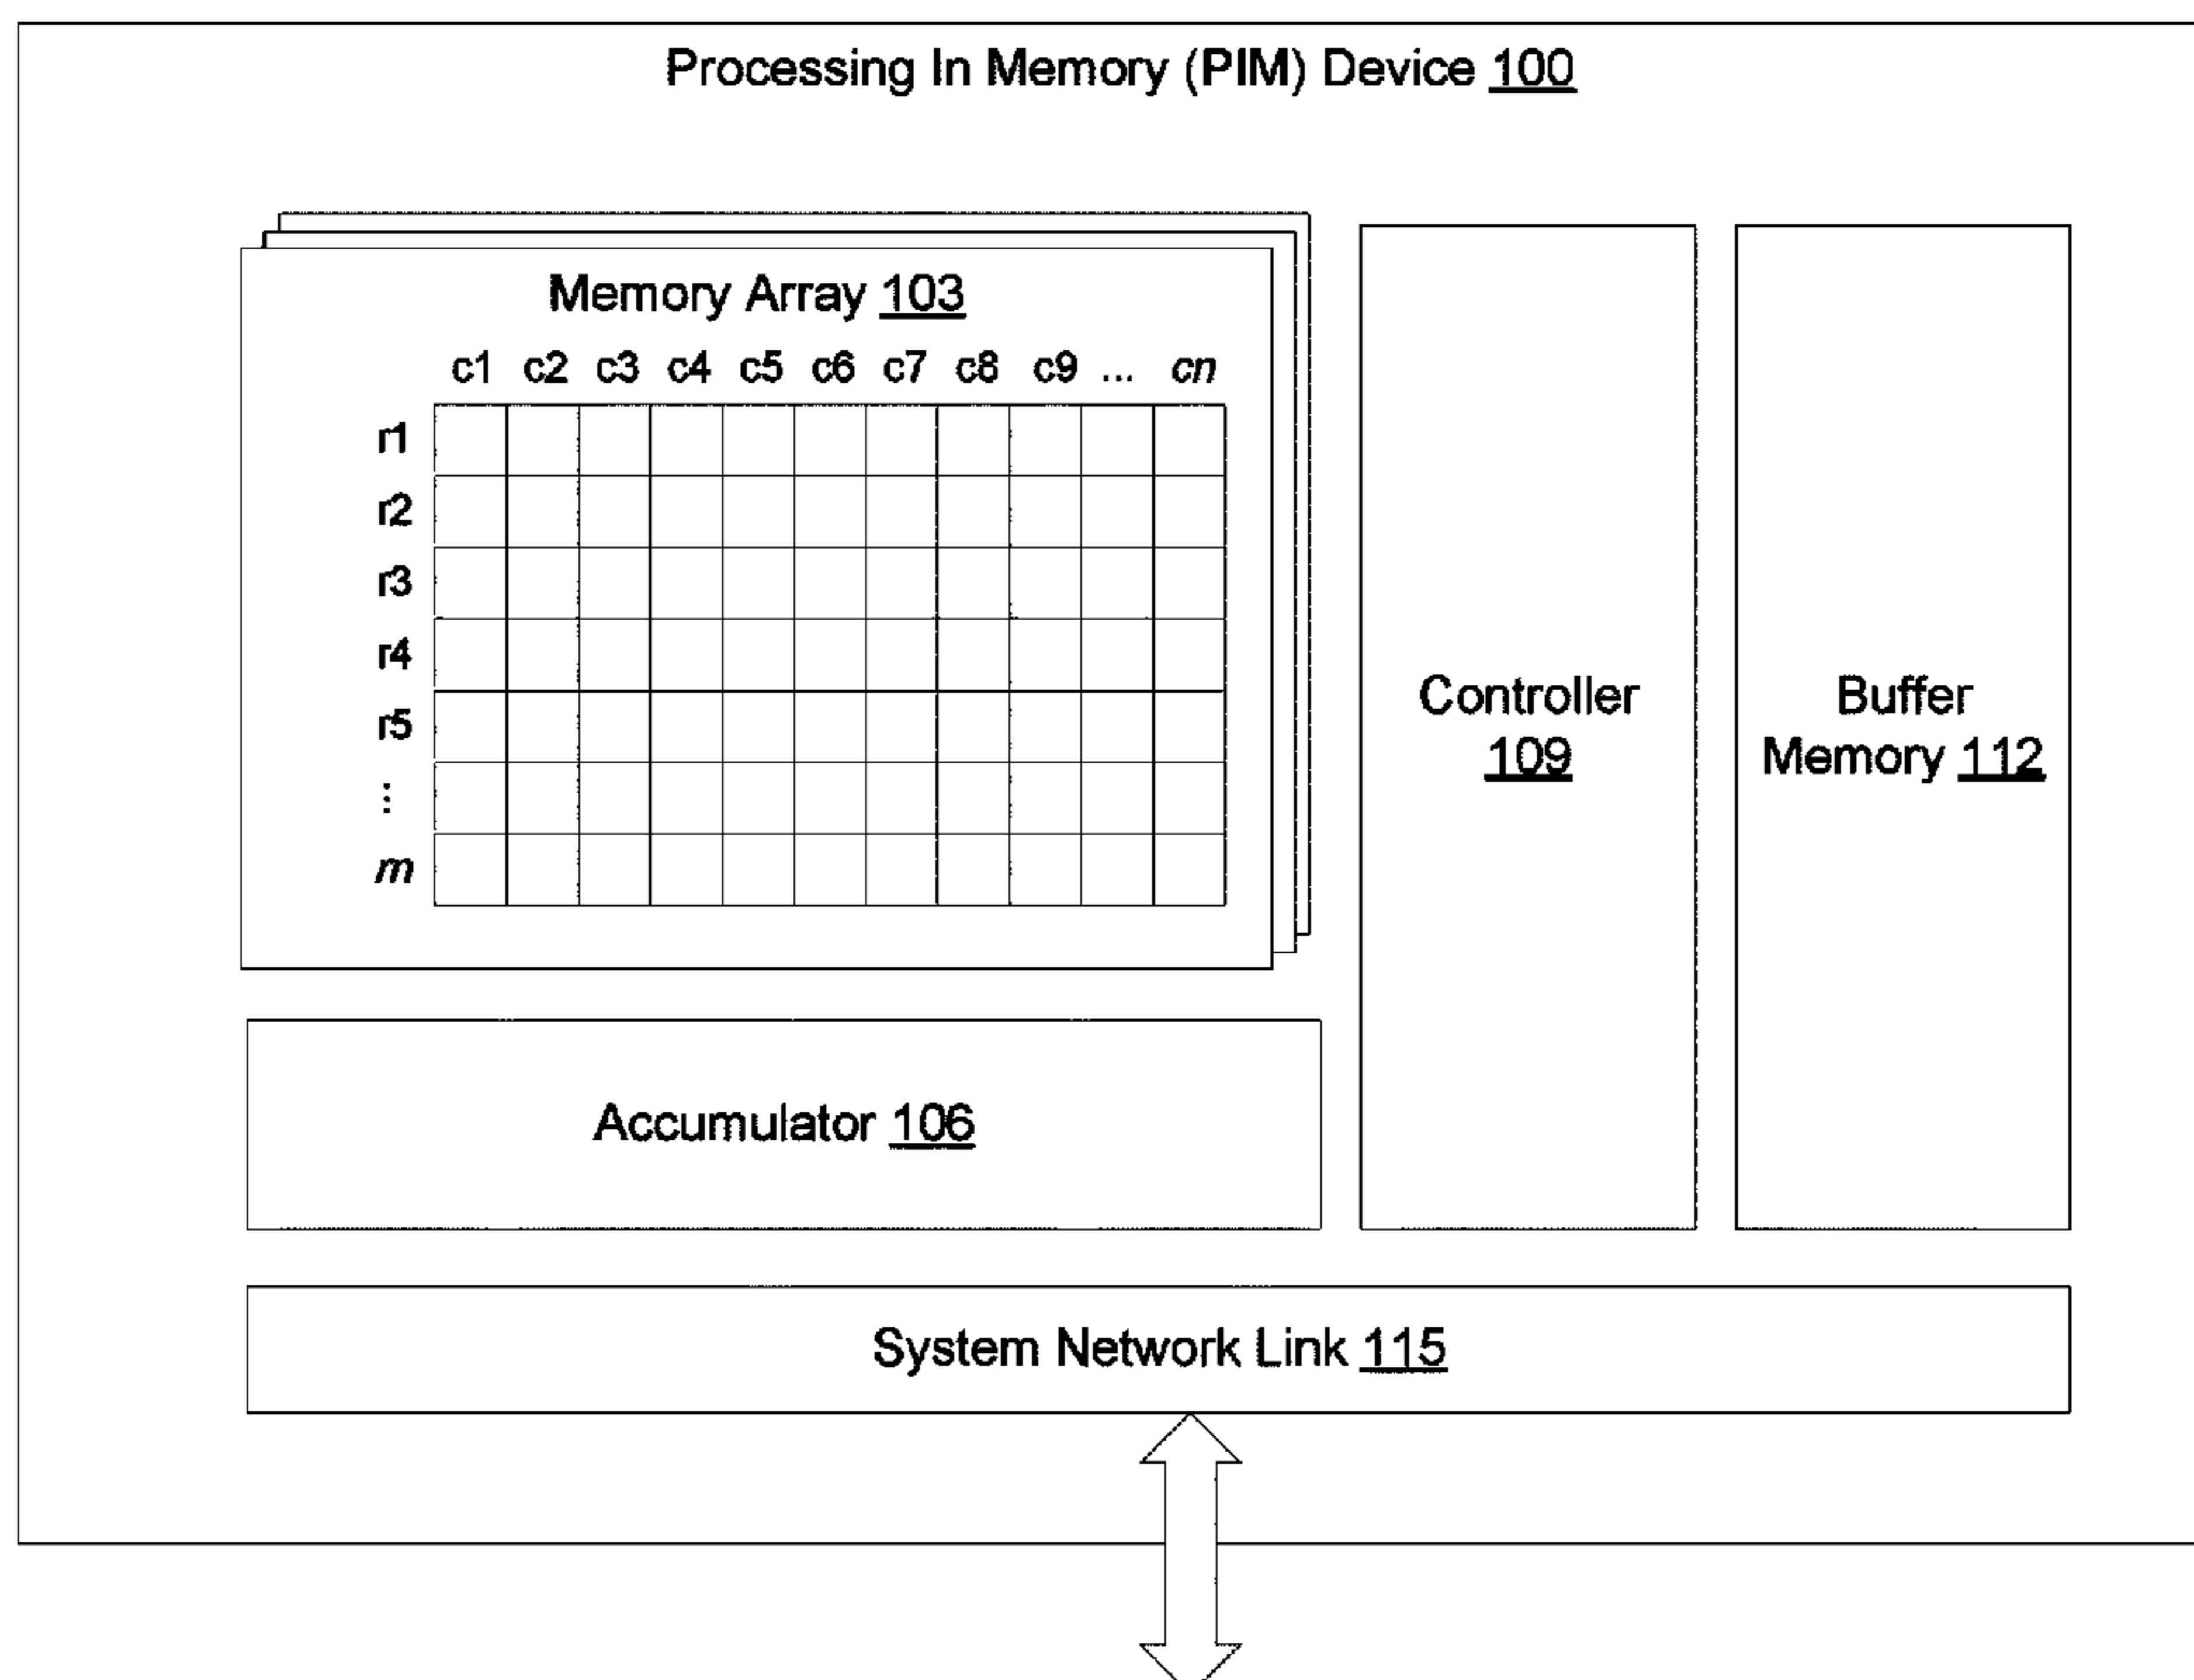 Processing In Memory (PIM) Device 100
Memory Array 103
c1 c2 c3 c4 c5 c6 c7 c8 c9 ... cn
r1
r2
r3
r4
r5
...
rn
Controller
109
Buffer
Memory 112
Accumulator 106
System Network Link 115